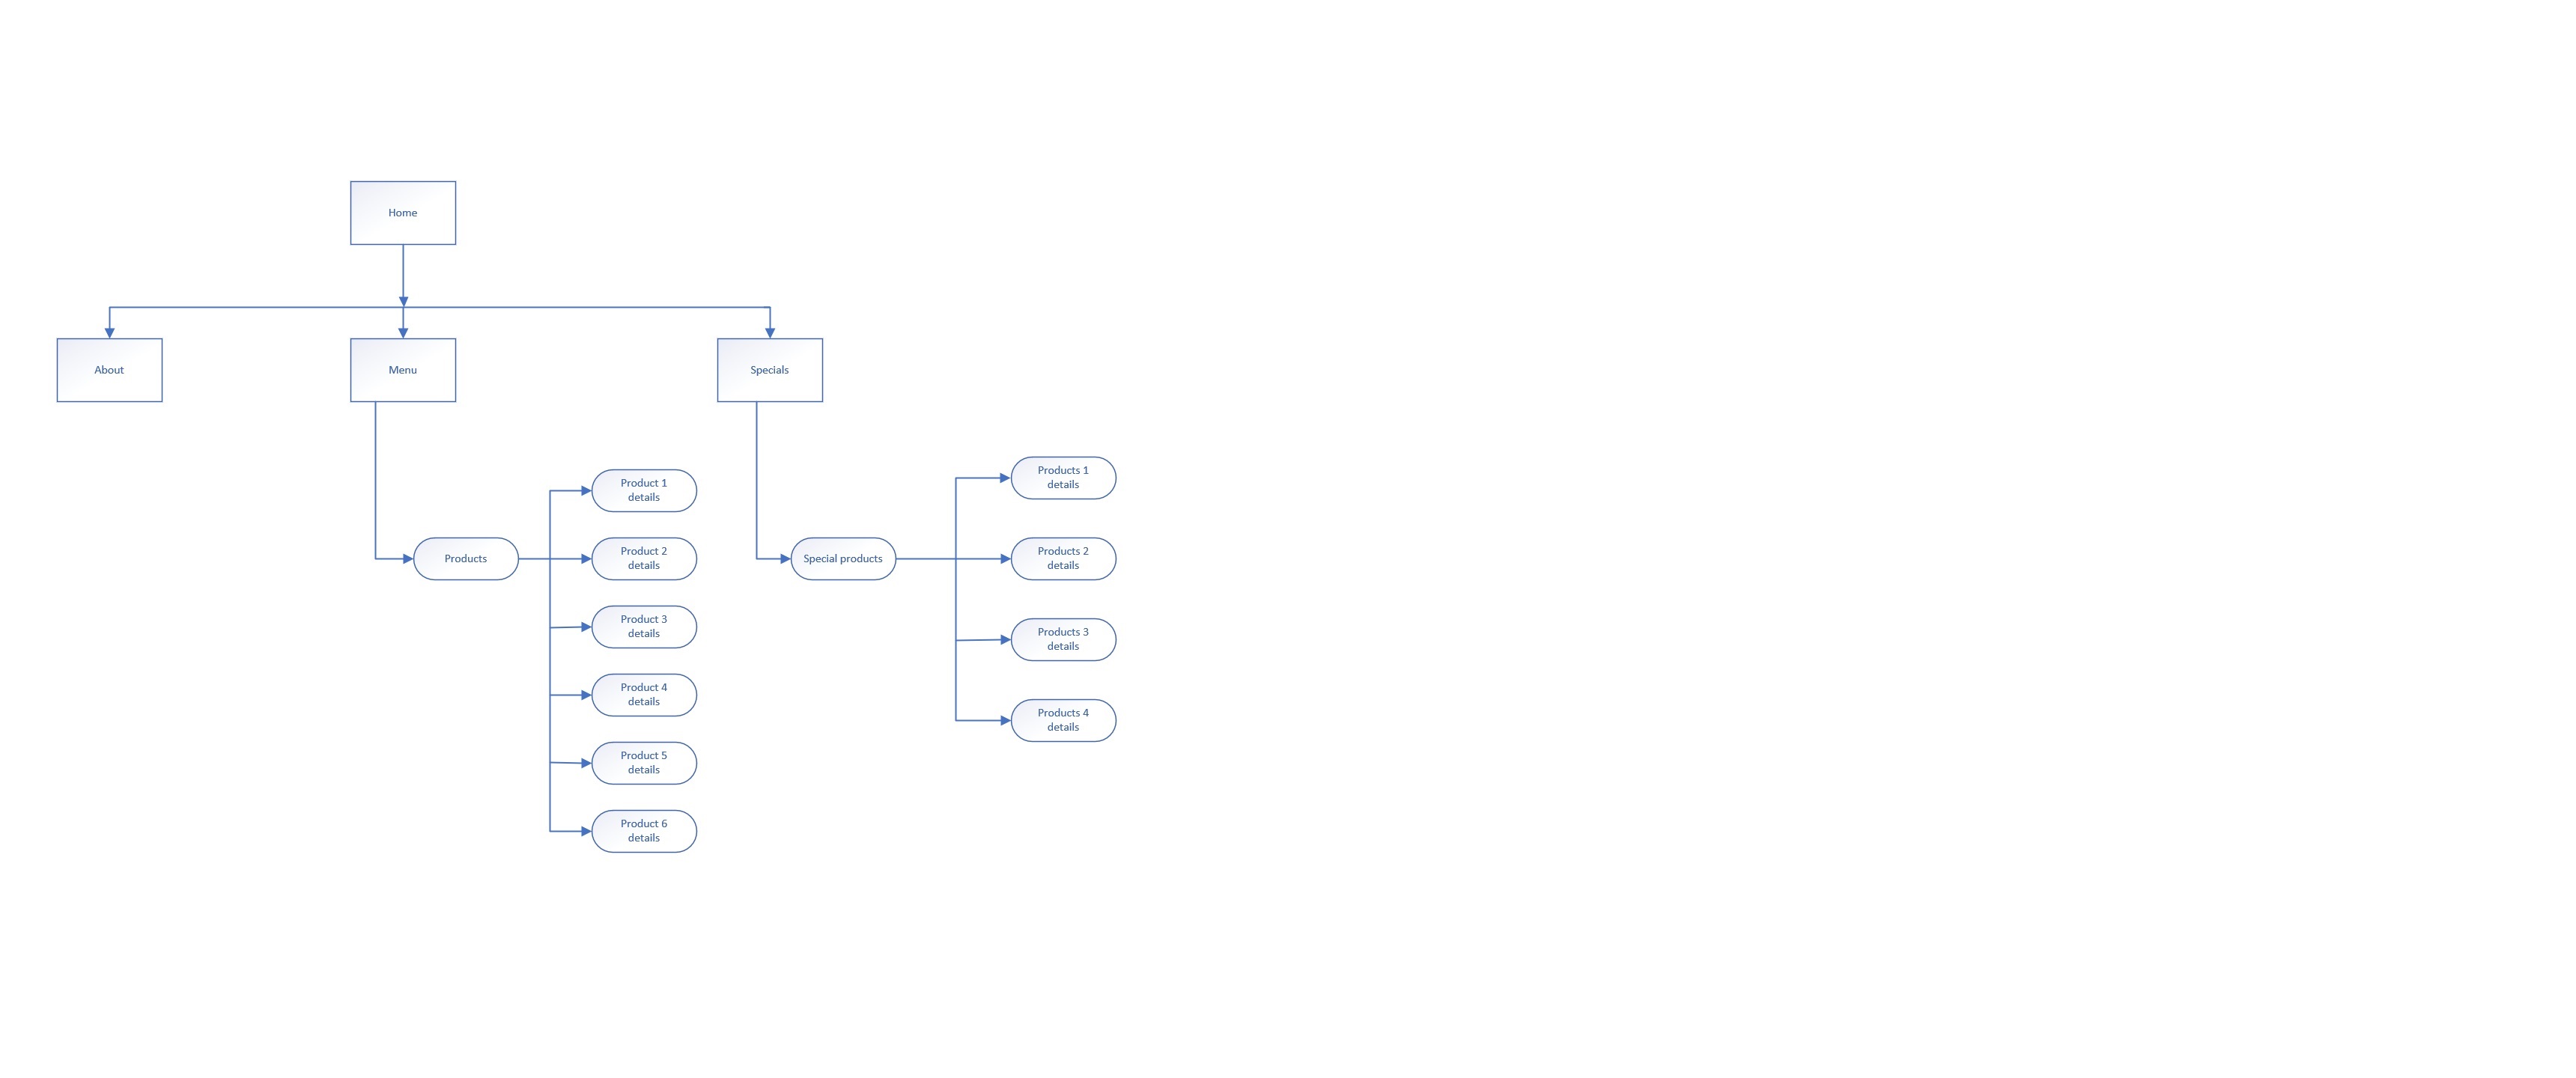 Home
About
Menu
Specials
Products
Product 1
details
Product 2
details
Product 3
details
Product 4
details
Product 5
details
Product 6
details
Special products
Products 1
details
Products 2
details
Products 3
details
Products 4
details